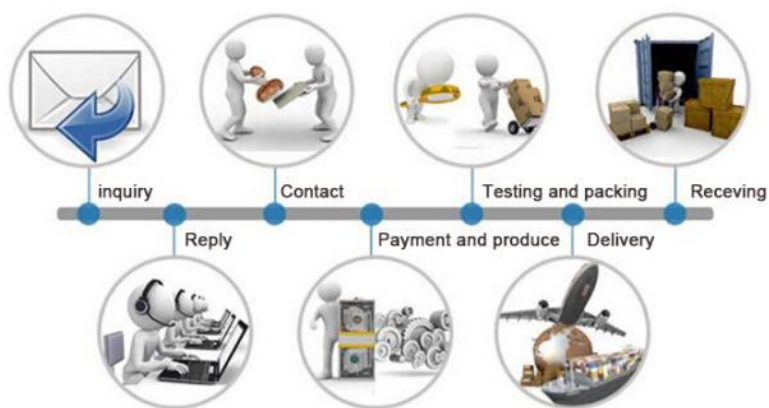 inquiry
Contact
Testing and packing
Receving
Reply
Payment and produce
Delivery